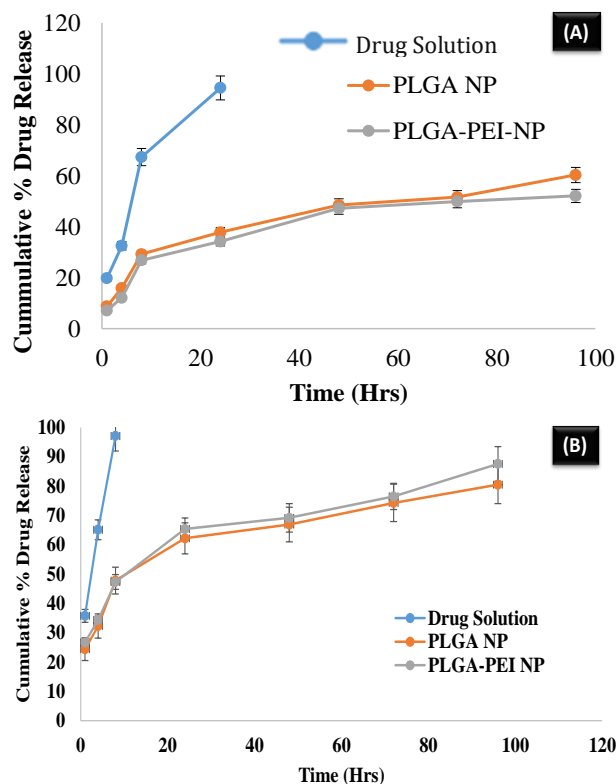 (A)
120
100
80
60
40
20
0
Cummulative % Drug Release
Drug Solution
PLGA NP
PLGA-PEI-NP
0 20 40 60 80 100
Time (Hrs)
(B)
100
90
80
70
60
50
40
30
20
10
0
Cumulative % Drug Release
Drug Solution
PLGA NP
PLGA-PEI NP
0 20 40 60 80 100 120
Time (Hrs)